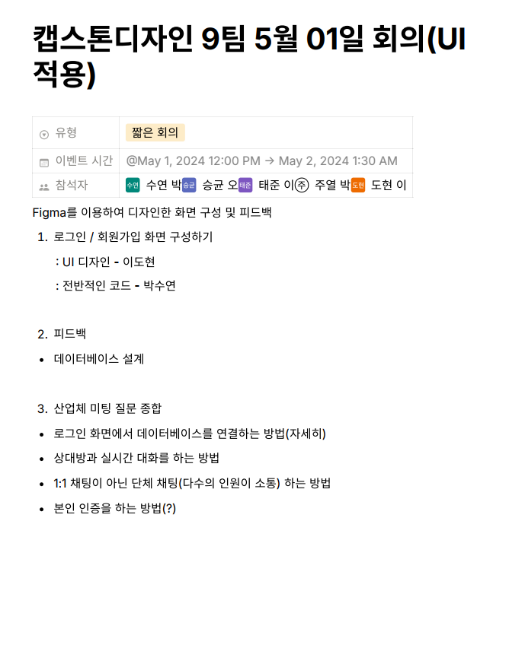 캡스톤디자인 9팀 5월 01일 회의(UI
적용)
유형 짧은 회의
이벤트 시간 @May 1, 2024 12:00 PM → May 2, 2024 1:30 AM
참석자 수연 수연 박 승균 승균 오 태준 태준 이 주 주열 박 도현 도현 이
Figma를 이용하여 디자인한 화면 구성 및 피드백
1. 로그인 / 회원가입 화면 구성하기
: UI 디자인 - 이도현
: 전반적인 코드 - 박수연
2. 피드백
• 데이터베이스 설계
3. 산업체 미팅 질문 종합
• 로그인 화면에서 데이터베이스를 연결하는 방법(자세히)
• 상대방과 실시간 대화를 하는 방법
• 1:1 채팅이 아닌 단체 채팅(다수의 인원이 소통) 하는 방법
• 본인 인증을 하는 방법(?)